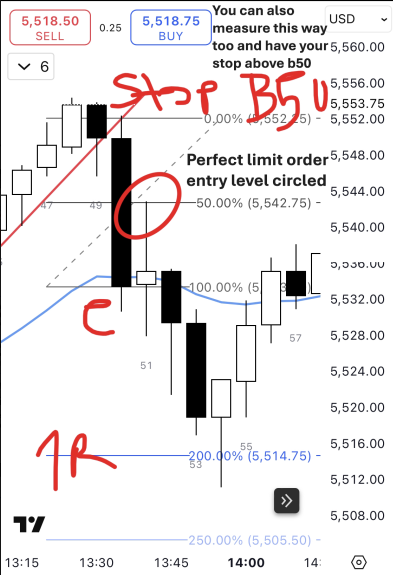 5,518.50
SELL
0.25
5,518.75
BUY
You can also
measure this way
too and have your
stop above b50
USD
6
5,560.00
5,556.00
5,553.75
5,552.00
5,548.00
5,544.00
5,540.00
5,536.00
5,532.00
5,528.00
5,524.00
5,520.00
5,516.00
5,512.00
5,508.00
Stop B50
0.00% (5,552.25)
Perfect limit order
entry level circled
47
49
50.00% (5,542.75)
100.00% (5,53
E
51
57
1R
53
55
200.00% (5,514.75)
250.00% (5,505.50)
13:15
13:30
13:45
14:00
14: